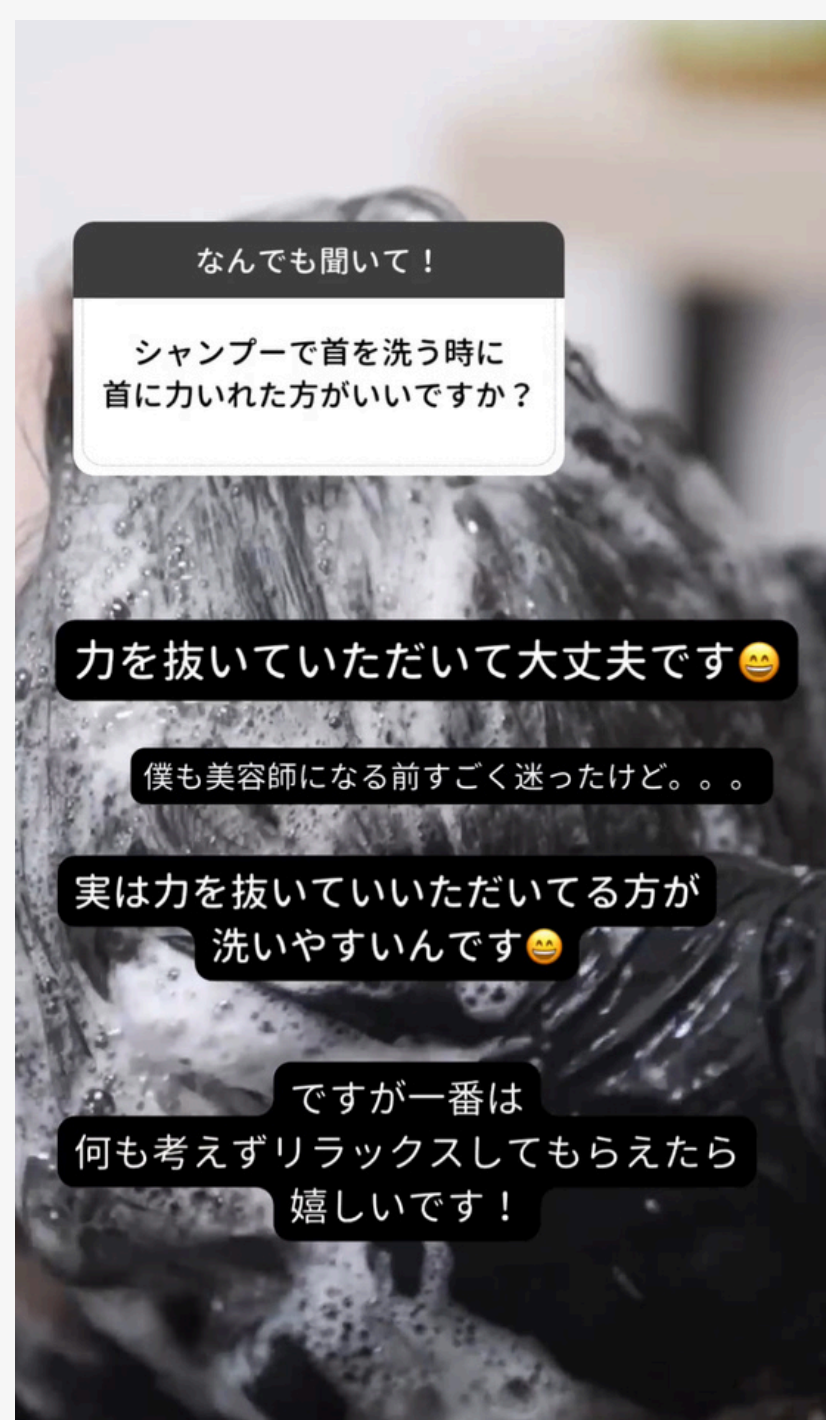 なんでも聞いて！
シャンプーで首を洗う時に
首に力いれた方がいいですか？
力を抜いていただいて大丈夫です😄
僕も美容師になる前すごく迷ったけど。。。
実は力を抜いていいただいてる方が
洗いやすいんです😄
ですが一番は
何も考えずリラックスしてもらえたら
嬉しいです！